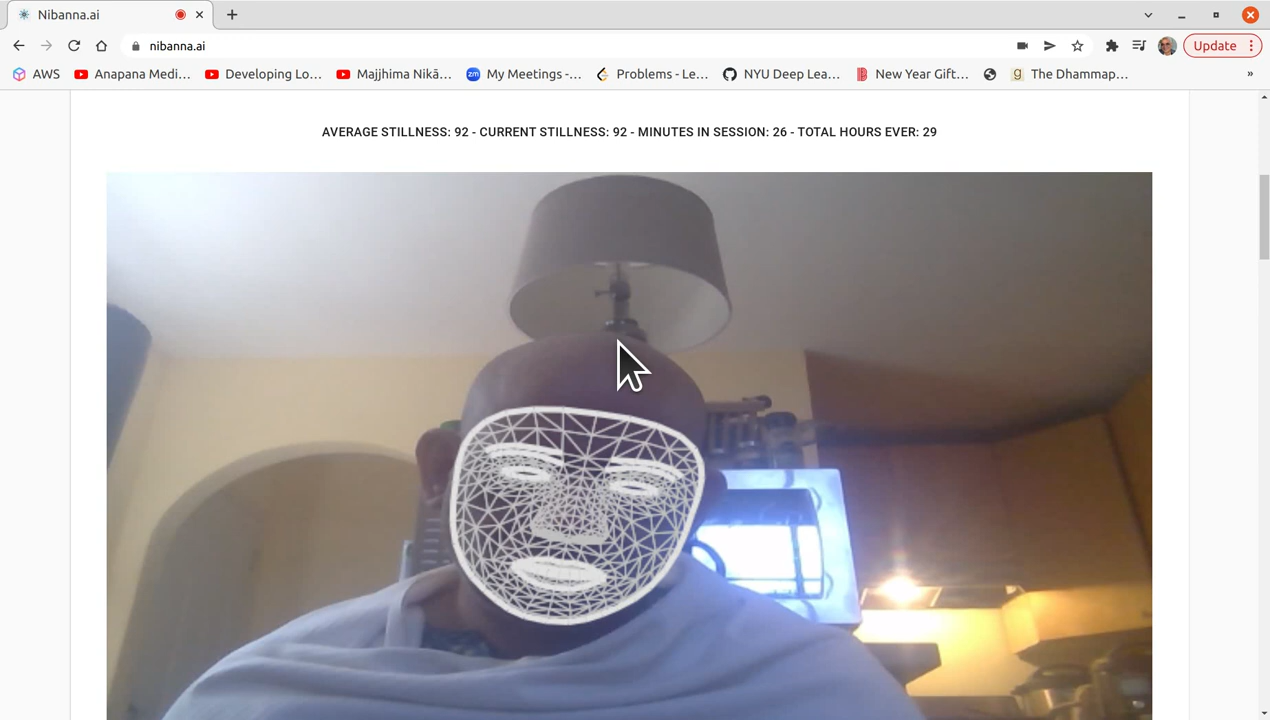 Nibanna.ai
nibanna.ai
Update
AWS
Anapana Medi...
Developing Lo...
Majjhima Nikā...
zm
My Meetings -...
Problems - Le...
NYU Deep Lea...
New Year Gift...
g
The Dhammap...
»
AVERAGE STILLNESS: 92 - CURRENT STILLNESS: 92 - MINUTES IN SESSION: 26 - TOTAL HOURS EVER: 29